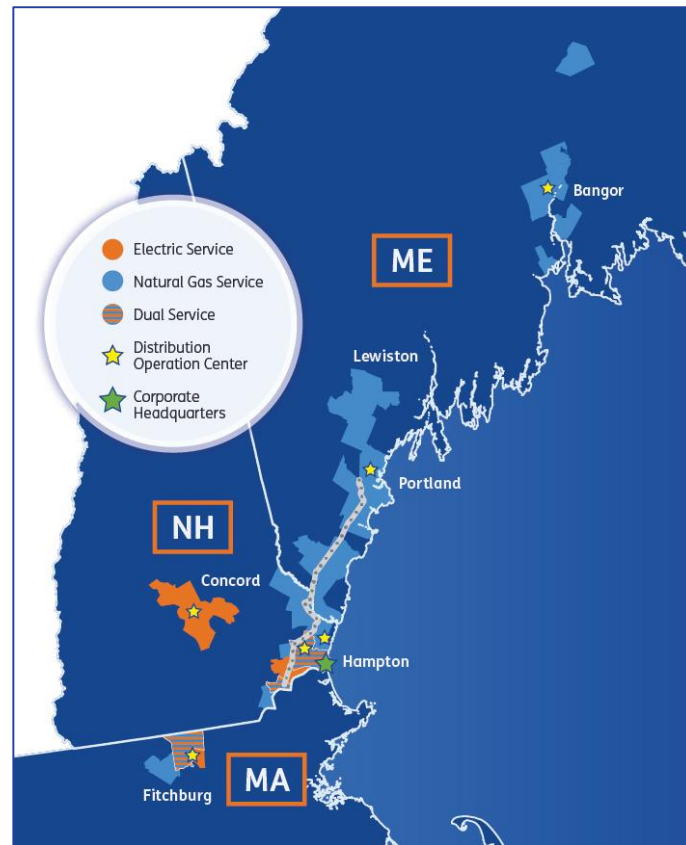 Bangor
ME
Electric Service
Natural Gas Service
Dual Service
Distribution
Operation Center
Corporate
Headquarters
Lewiston
Portland
NH
Concord
Hampton
MA
Fitchburg